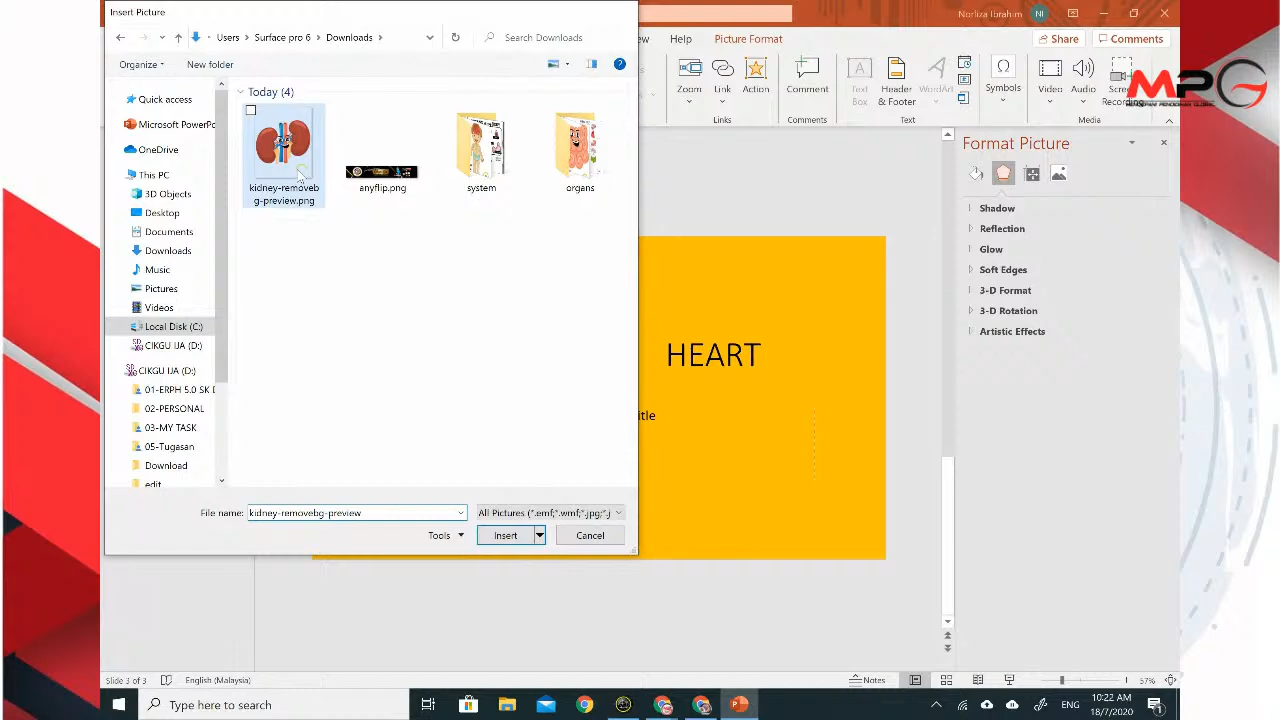 Insert Picture
Norliza Ibrahim
NI
Users
Surface pro 6
Downloads
Search Downloads
Help
Picture Format
Share
Comments
Organize
New folder
Today (4)
Zoom
Link
Action
Comment
Text Box
Header & Footer
WordArt
Symbols
Video
Audio
Screen Recording
Links
Comments
Text
Media
MPG
Quick access
Microsoft PowerPo
OneDrive
This PC
3D Objects
Desktop
Documents
Downloads
Music
Pictures
Videos
Local Disk (C:)
CIKGU IJA (D:)
CIKGU IJA (D:)
01-ERPH 5.0 SK
02-PERSONAL
03-MY TASK
05-Tugasan
Download
edit
kidney-removeb
g-preview.png
anyflip.png
system
organs
Format Picture
Shadow
Reflection
Glow
Soft Edges
3-D Format
3-D Rotation
Artistic Effects
HEART
itle
File name:
kidney-removebg-preview
All Pictures (*.emf;*.wmf;*.jpg;*.j
Tools
Insert
Cancel
Slide 3 of 3
English (Malaysia)
Notes
57%
Type here to search
ENG
10:22 AM
18/7/2020
1